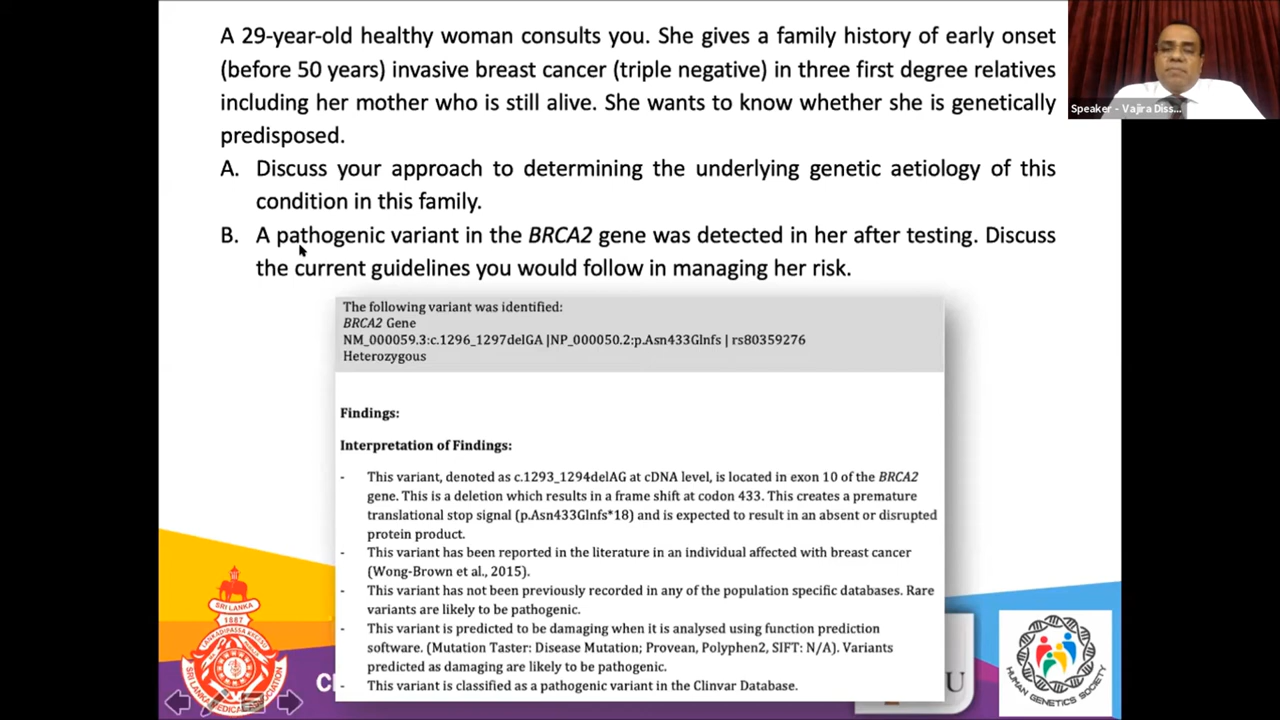 A 29-year-old healthy woman consults you. She gives a family history of early onset
(before 50 years) invasive breast cancer (triple negative) in three first degree relatives
including her mother who is still alive. She wants to know whether she is genetically
predisposed.
A. Discuss your approach to determining the underlying genetic aetiology of this
condition in this family.
B. A pathogenic variant in the BRCA2 gene was detected in her after testing. Discuss
the current guidelines you would follow in managing her risk.
Speaker - Vajira Diss...
The following variant was identified:
BRCA2 Gene
NM_000059.3:c.1296_1297delGA |NP_000050.2:p.Asn433Glnfs | rs80359276
Heterozygous
Findings:
Interpretation of Findings:
- This variant, denoted as c.1293_1294delAG at cDNA level, is located in exon 10 of the BRCA2
gene. This is a deletion which results in a frame shift at codon 433. This creates a premature
translational stop signal (p.Asn433Glnfs*18) and is expected to result in an absent or disrupted
protein product.
- This variant has been reported in the literature in an individual affected with breast cancer
(Wong-Brown et al., 2015).
- This variant has not been previously recorded in any of the population specific databases. Rare
variants are likely to be pathogenic.
- This variant is predicted to be damaging when it is analysed using function prediction
software. (Mutation Taster: Disease Mutation; Provean, Polyphen2, SIFT: N/A). Variants
predicted as damaging are likely to be pathogenic.
- This variant is classified as a pathogenic variant in the Clinvar Database.
SRI LANKA
1887
SRI LANKA MEDICAL ASSOCIATION
C
U
HUMAN GENETICS SOCIETY